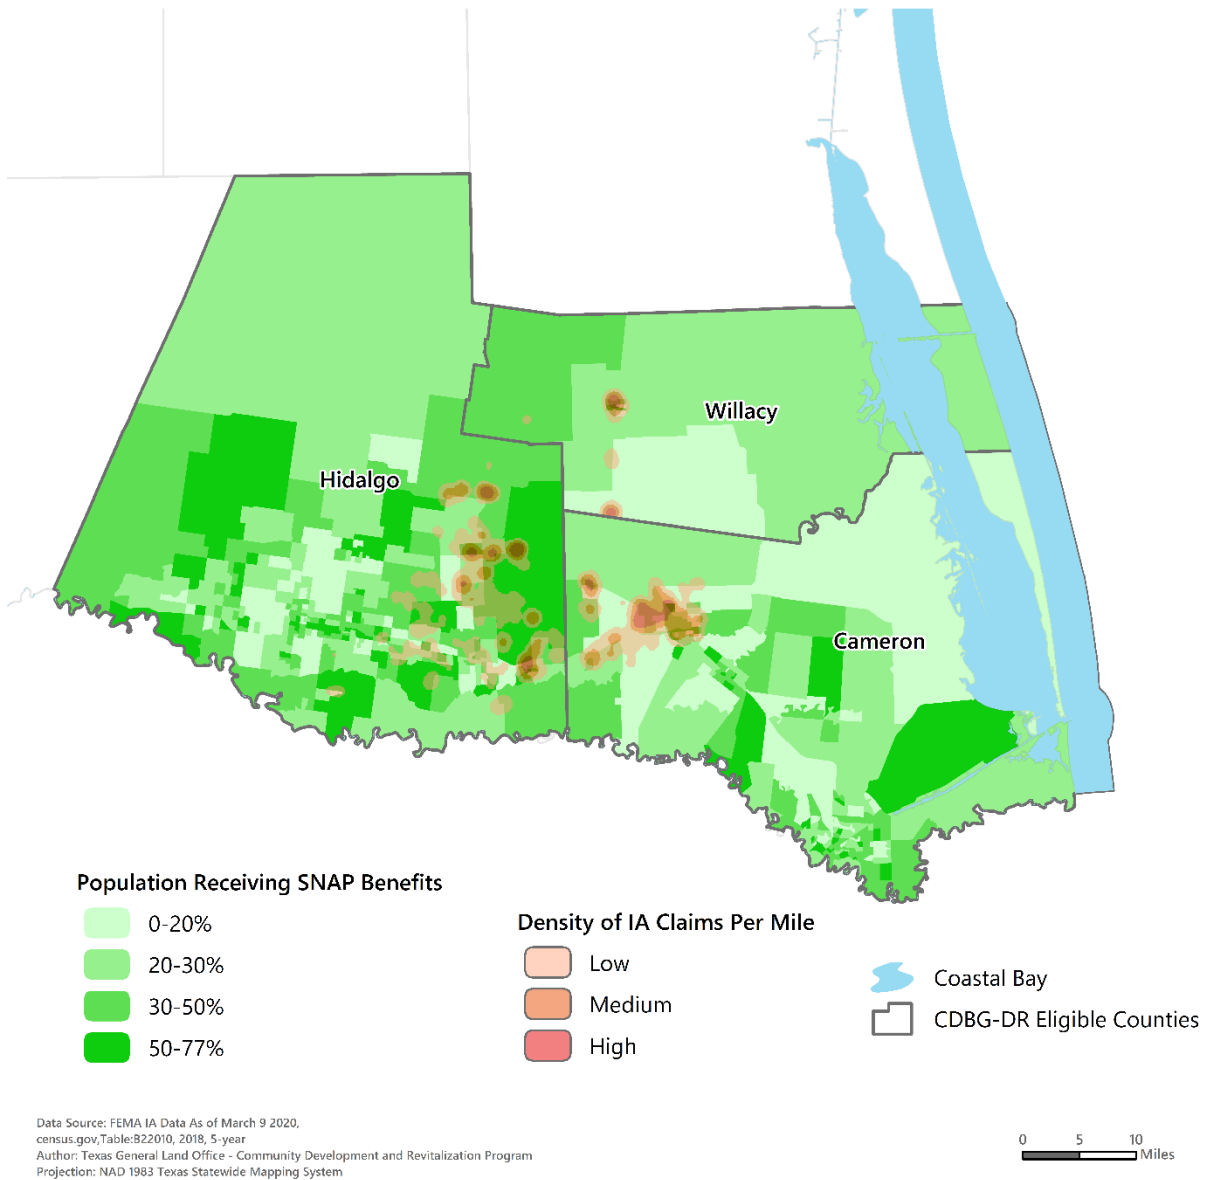 Willacy
Hidalgo
Cameron
Population Receiving SNAP Benefits
0-20%
20-30%
30-50%
50-77%
Density of IA Claims Per Mile
Low
Medium
High
Coastal Bay
CDBG-DR Eligible Counties
Data Source: FEMA IA Data As of March 9 2020,
census.gov,Table:B22010, 2018, 5-year
Author: Texas General Land Office - Community Development and Revitalization Program
Projection: NAD 1983 Texas Statewide Mapping System
0 5 10
Miles